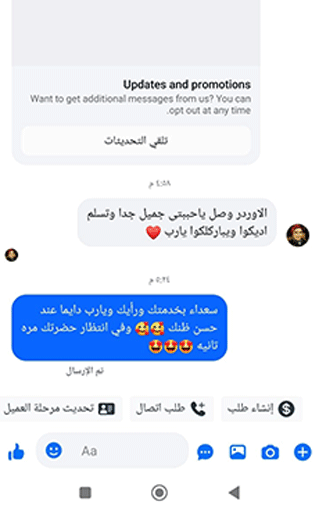 Updates and promotions
Want to get additional messages from us? You can
opt out at any time.
تلقي التحديثات
٤:٥٨ م
الاوردر وصل ياحببتي جميل جدا وتسلم
اديكوا ويباركلكوا يارب ❤️
٥:٢٤ م
سعداء بخدمتك ورأيك ويارب دايما عند
حسن ظنك 🥰🥰 وفي انتظار حضرتك مره
تانيه 🤩🤩🤩
تم الإرسال
إنشاء طلب
طلب اتصال
تحديث مرحلة العميل
Aa